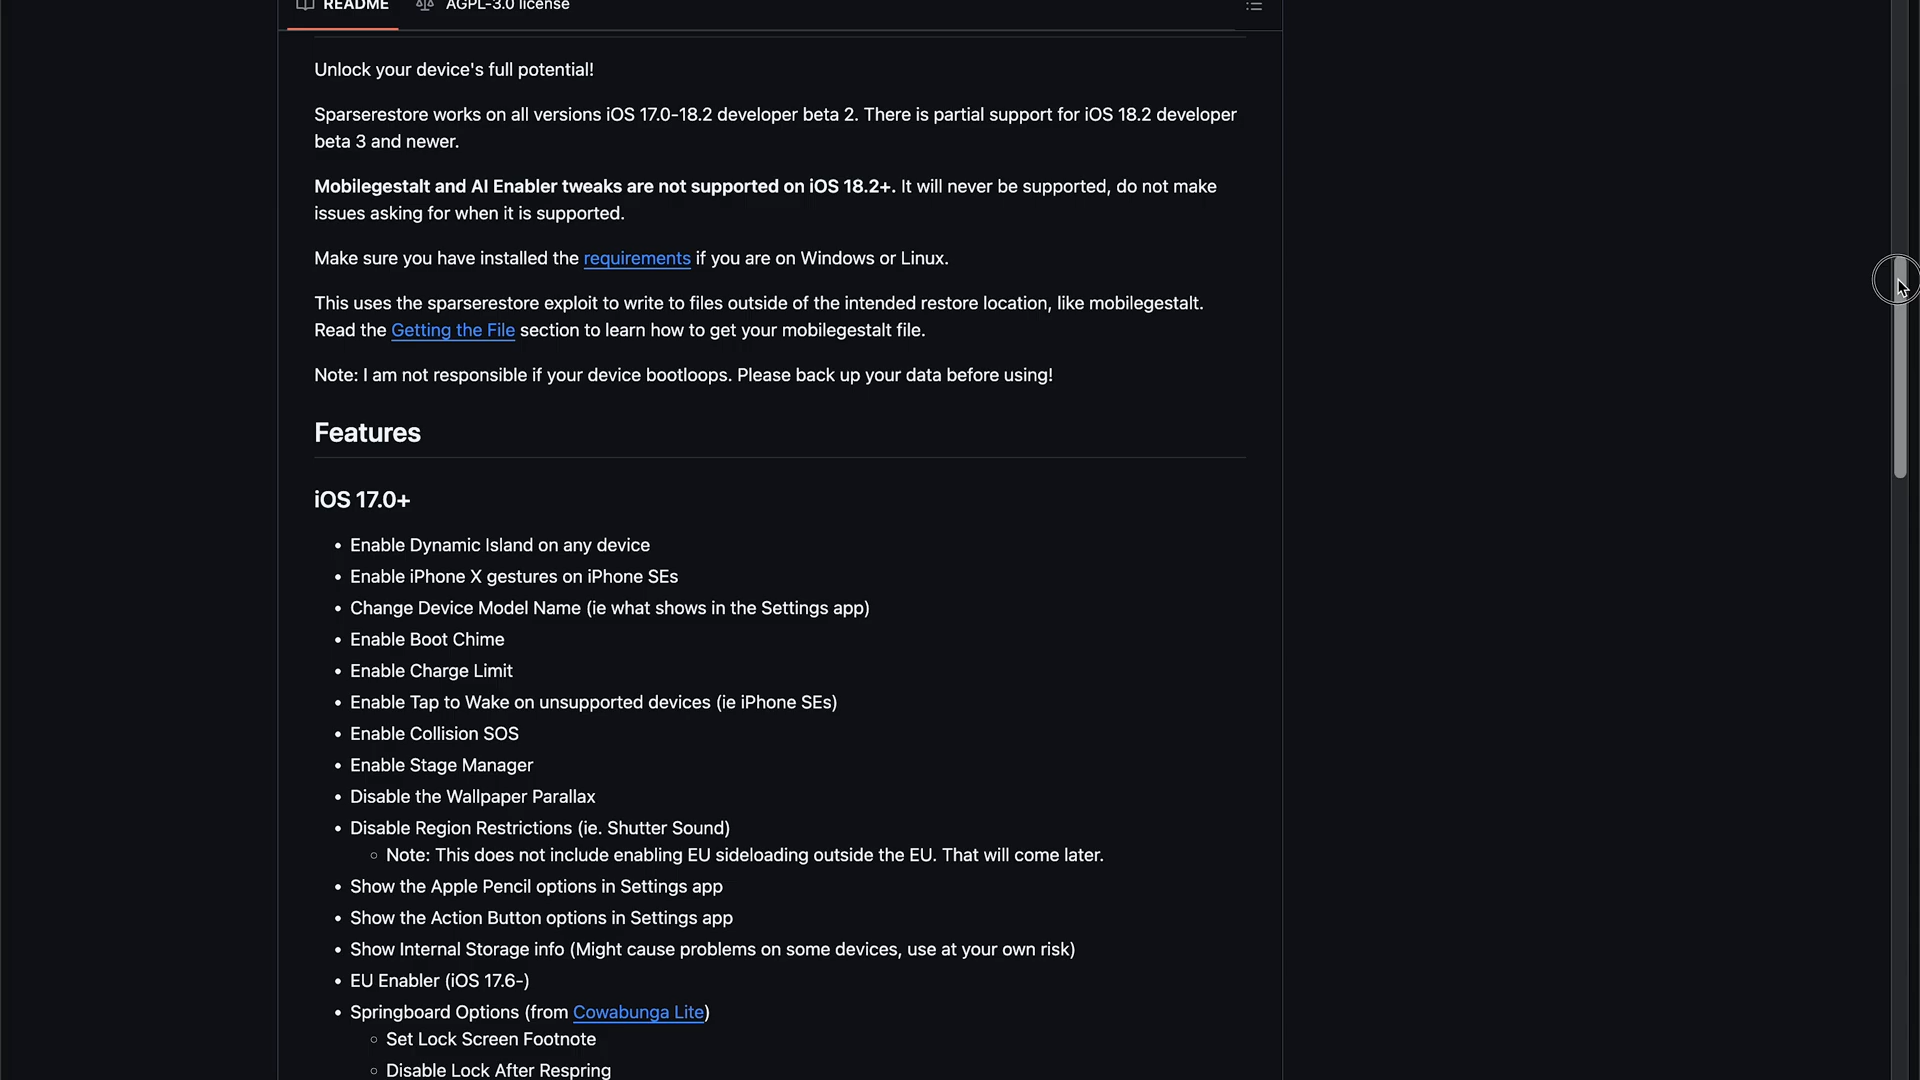 README AGPL-3.0 license
Unlock your device's full potential!
Sparserestore works on all versions iOS 17.0-18.2 developer beta 2. There is partial support for iOS 18.2 developer
beta 3 and newer.
Mobilegestalt and AI Enabler tweaks are not supported on iOS 18.2+. It will never be supported, do not make
issues asking for when it is supported.
Make sure you have installed the requirements if you are on Windows or Linux.
This uses the sparserestore exploit to write to files outside of the intended restore location, like mobilegestalt.
Read the Getting the File section to learn how to get your mobilegestalt file.
Note: I am not responsible if your device bootloops. Please back up your data before using!
Features
iOS 17.0+
• Enable Dynamic Island on any device
• Enable iPhone X gestures on iPhone SEs
• Change Device Model Name (ie what shows in the Settings app)
• Enable Boot Chime
• Enable Charge Limit
• Enable Tap to Wake on unsupported devices (ie iPhone SEs)
• Enable Collision SOS
• Enable Stage Manager
• Disable the Wallpaper Parallax
• Disable Region Restrictions (ie. Shutter Sound)
◦ Note: This does not include enabling EU sideloading outside the EU. That will come later.
• Show the Apple Pencil options in Settings app
• Show the Action Button options in Settings app
• Show Internal Storage info (Might cause problems on some devices, use at your own risk)
• EU Enabler (iOS 17.6-)
• Springboard Options (from Cowabunga Lite)
◦ Set Lock Screen Footnote
◦ Disable Lock After Respring